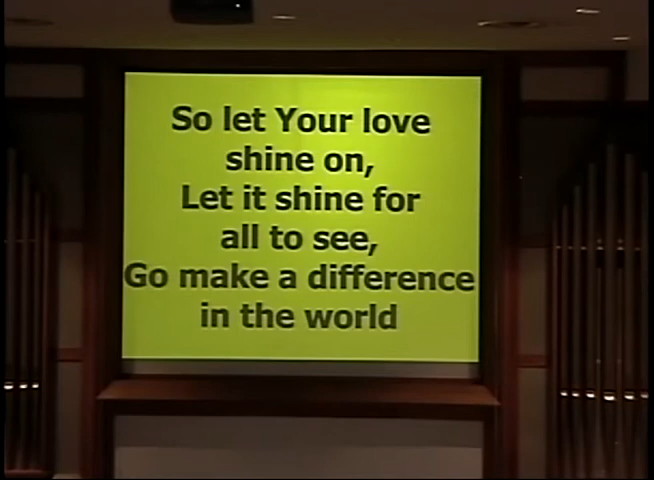 So let Your love
shine on,
Let it shine for
all to see,
Go make a difference
in the world